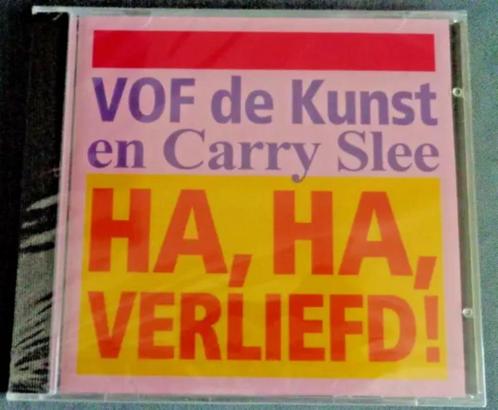 VOF de Kunst
en Carry Slee
HA, HA,
VERLIEFD!